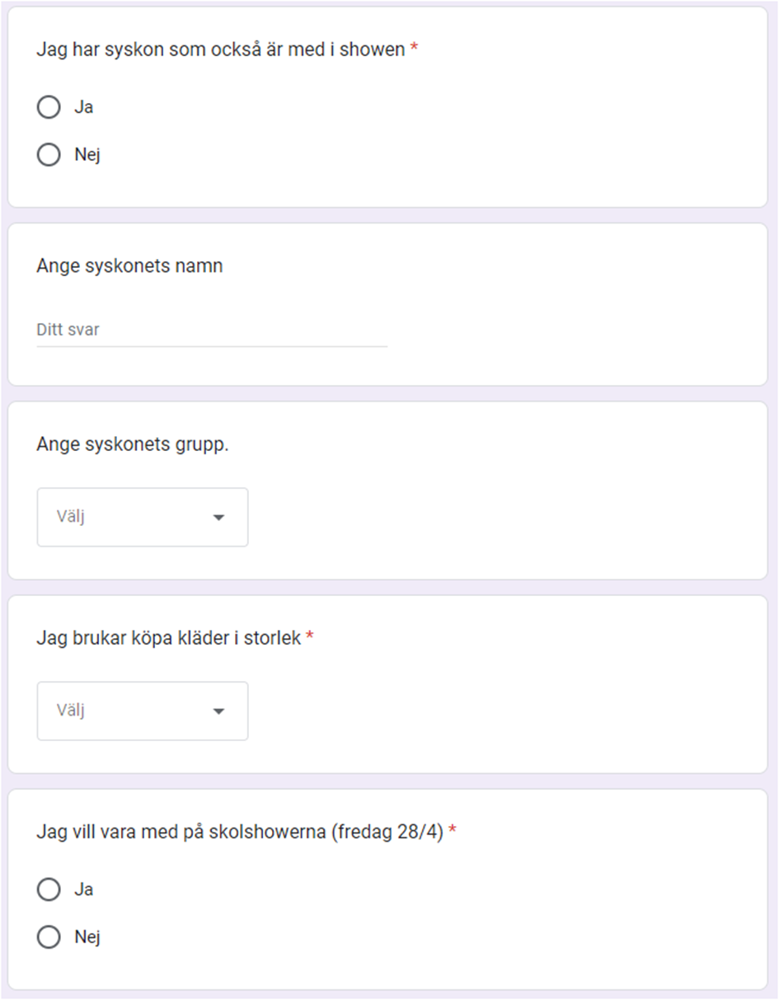 Jag har syskon som också är med i showen *
Ja
Nej
Ange syskonets namn
Ditt svar
Ange syskonets grupp.
Välj
Jag brukar köpa kläder i storlek *
Välj
Jag vill vara med på skolshowerna (fredag 28/4) *
Ja
Nej